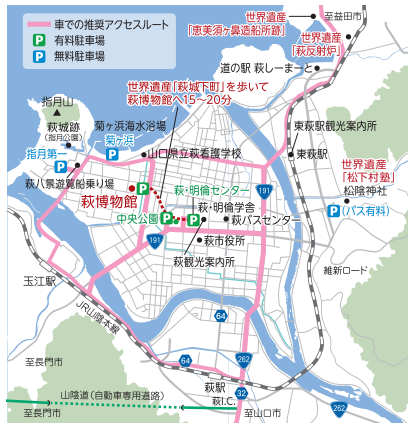 車での推奨アクセスルート
P 有料駐車場
P 無料駐車場
世界遺産
「恵美須ヶ鼻造船所跡」
至益田市
世界遺産
「萩反射炉」
道の駅 萩しーまーと
世界遺産「萩城下町」を歩いて
萩博物館へ15〜20分
指月山
萩城跡
(指月公園)
指月第一
P
菊ヶ浜海水浴場
菊ヶ浜
P
山口県立萩看護学校
東萩駅観光案内所
東萩駅
萩八景遊覧船乗り場
萩博物館
P
萩・明倫センター
191
世界遺産
「松下村塾」
松陰神社
P (バス有料)
中央公園
P
P
萩・明倫学舎
萩バスセンター
191
萩市役所
萩観光案内所
維新ロード
玉江駅
JR山陰本線
64
64
262
至長門市
萩駅
山陰道(自動車専用道路)
萩I.C.
32
至長門市
至山口市
262